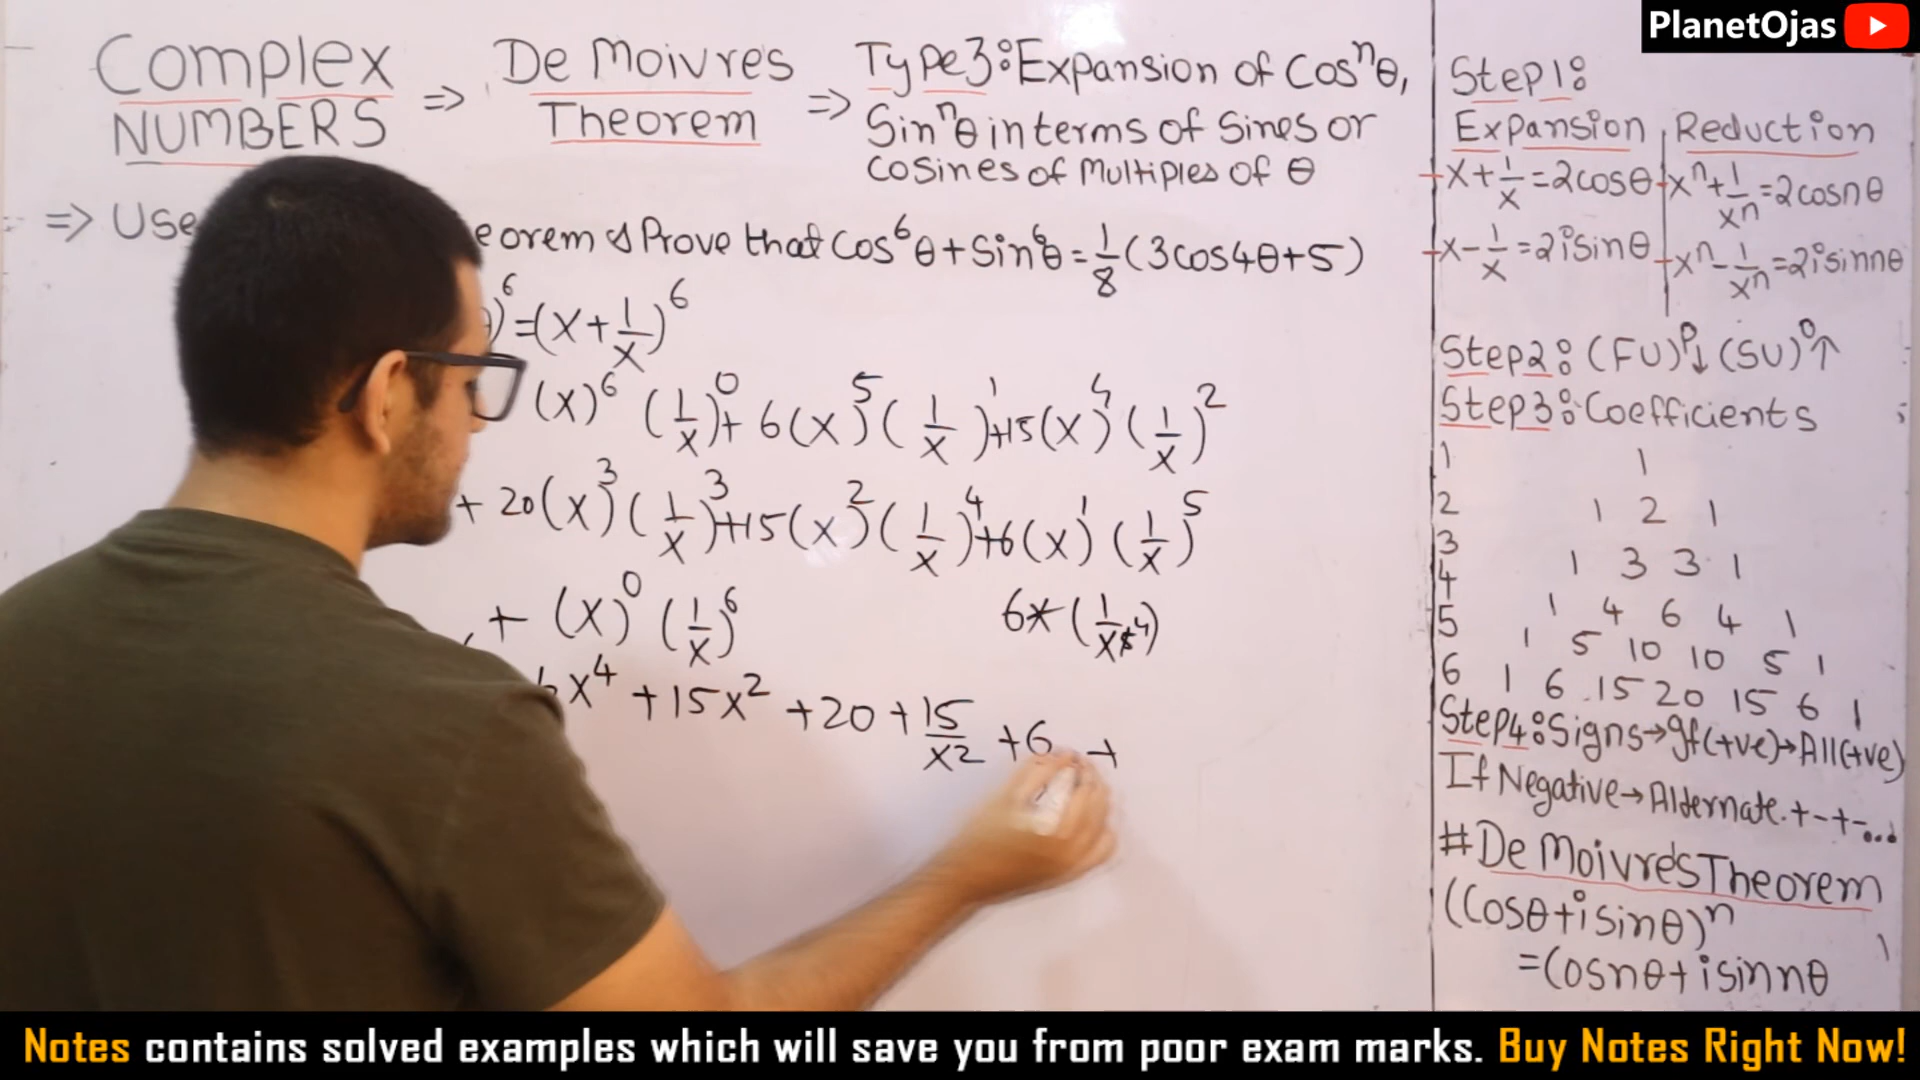 PlanetOjas
Complex NUMBERS => De Moivres Theorem => Type3:Expansion of Cosⁿθ, Sinⁿθ in terms of Sines or Cosines of Multiples of θ
=> Use eorem & Prove that Cos⁶θ+Sin⁶θ=1/8(3cos4θ+5)
)⁶=(x+1/x)⁶
(x)⁶(1/x)⁰+6(x)⁵(1/x)¹+15(x)⁴(1/x)²
+20(x)³(1/x)³+15(x)²(1/x)⁴+6(x)¹(1/x)⁵
+(x)⁰(1/x)⁶
x⁴+15x²+20+15/x2+6 +
Step1:
Expansion Reduction
x+1/x=2cosθ xⁿ+1/xⁿ=2cosnθ
x-1/x=2isinθ xⁿ-1/xⁿ=2isinnθ
Step2:(FU)ᴾ↓(SU)⁰↑
Step3:Coefficients
1 1
2 1 2 1
3 1 3 3 1
4 1 4 6 4 1
5 1 5 10 10 5 1
6 1 6 15 20 15 6 1
Step4:Signs→If(+ve)→All(+ve)
If Negative→Alternate.+-+-...
#De Moivre's Theorem
(Cosθ+isinθ)ⁿ
=Cosnθ+isinnθ
Notes contains solved examples which will save you from poor exam marks. Buy Notes Right Now!